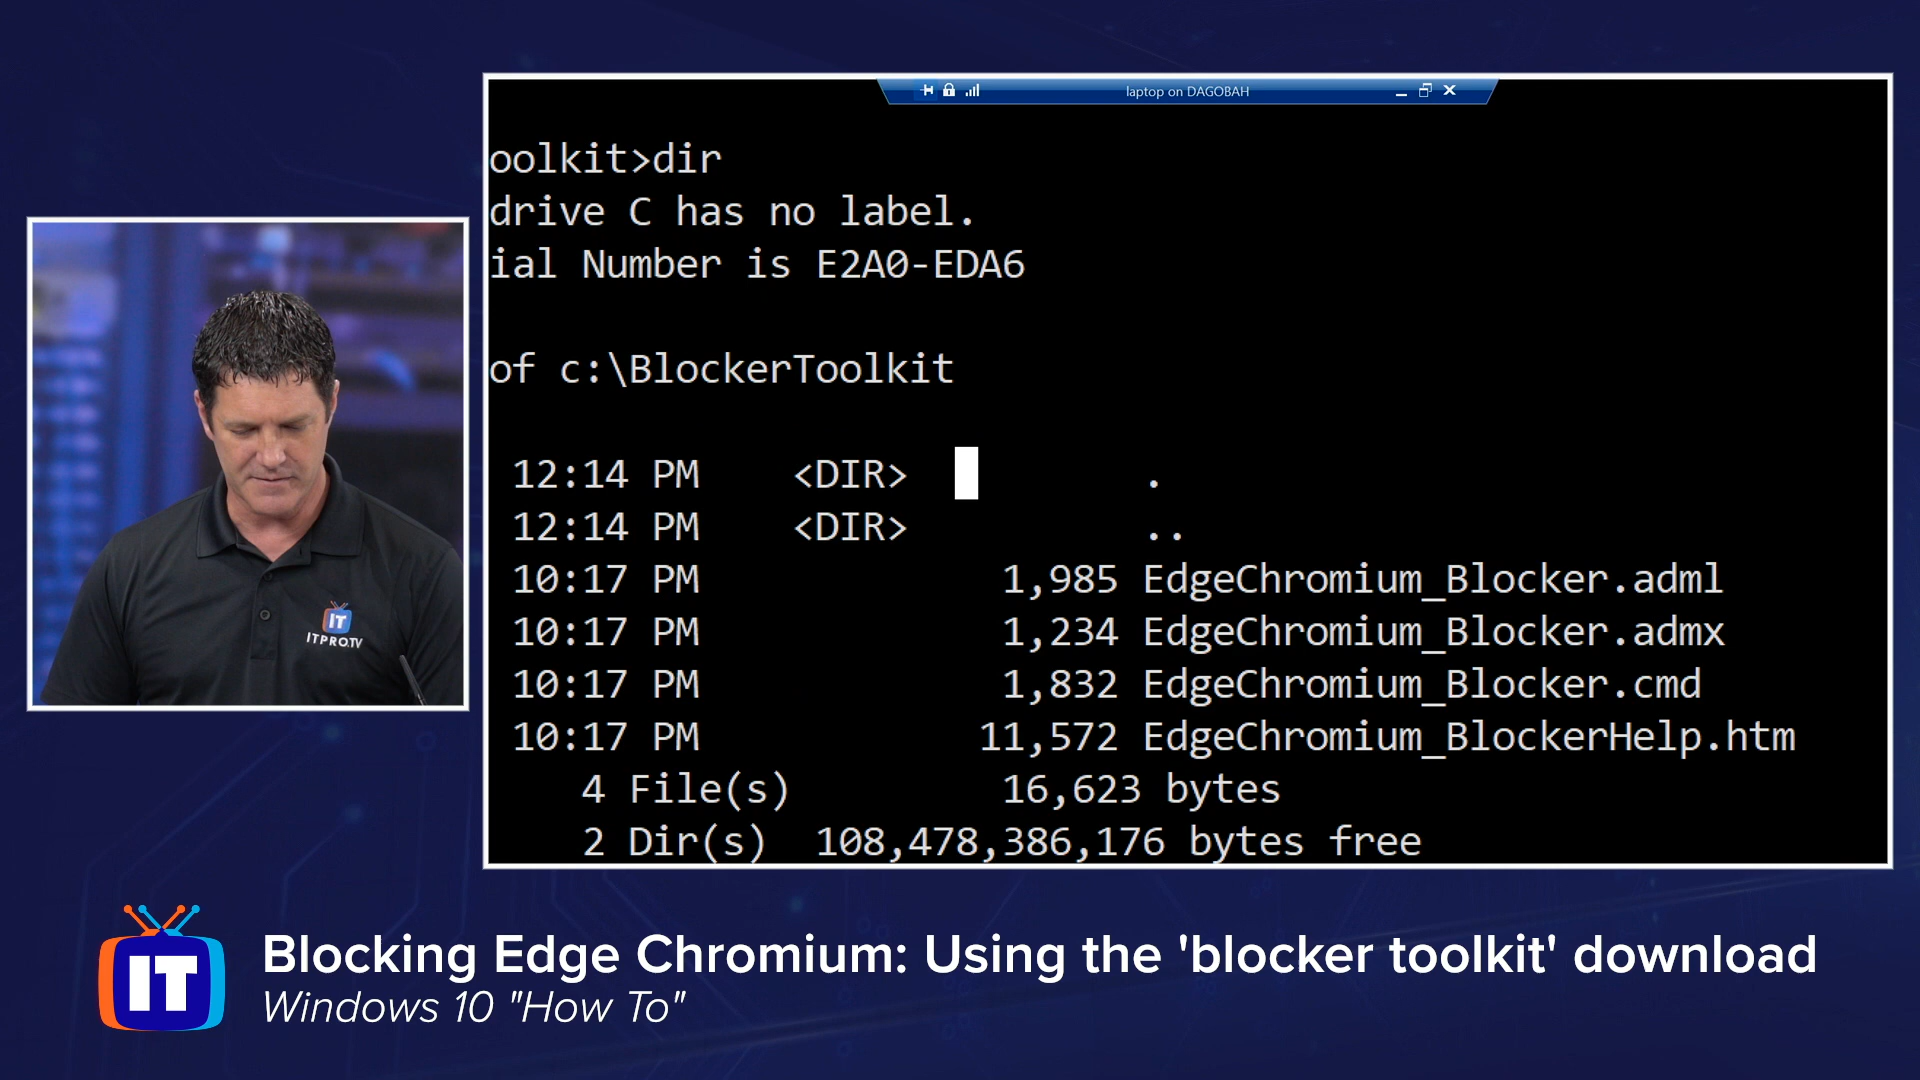 laptop on DAGOBAH
oolkit>dir
drive C has no label.
ial Number is E2A0-EDA6
of c:\BlockerToolkit
12:14 PM <DIR> .
12:14 PM <DIR> ..
10:17 PM 1,985 EdgeChromium_Blocker.adml
10:17 PM 1,234 EdgeChromium_Blocker.admx
10:17 PM 1,832 EdgeChromium_Blocker.cmd
10:17 PM 11,572 EdgeChromium_BlockerHelp.htm
4 File(s) 16,623 bytes
2 Dir(s) 108,478,386,176 bytes free
IT
ITPRO.TV
IT
Blocking Edge Chromium: Using the 'blocker toolkit' download
Windows 10 "How To"